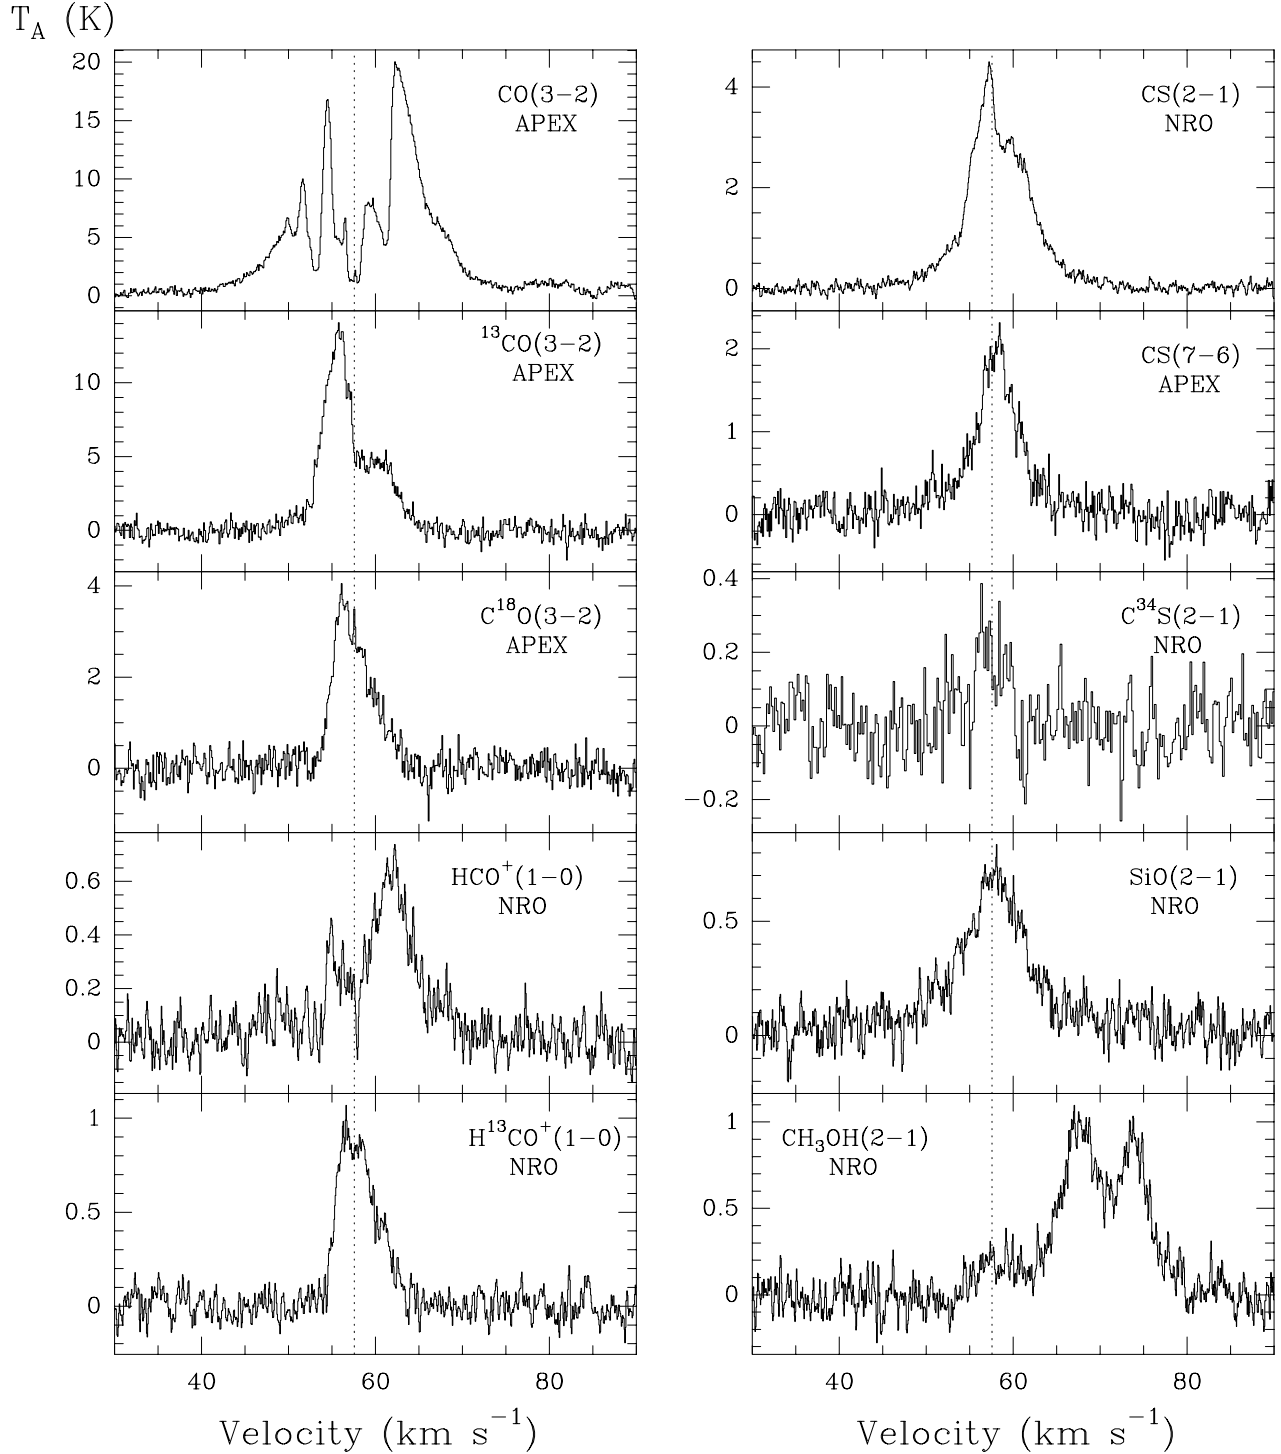 T_A (K)
20
15
10
5
0
CO(3−2)
APEX
10
5
0
¹³CO(3−2)
APEX
4
2
0
C¹⁸O(3−2)
APEX
0.6
0.4
0.2
0
HCO⁺(1−0)
NRO
1
0.5
0
H¹³CO⁺(1−0)
NRO
40 60 80
Velocity (km s⁻¹)
4
2
0
CS(2−1)
NRO
2
1
0
CS(7−6)
APEX
0.4
0.2
0
−0.2
C³⁴S(2−1)
NRO
0.5
0
SiO(2−1)
NRO
1
0.5
0
CH₃OH(2−1)
NRO
40 60 80
Velocity (km s⁻¹)